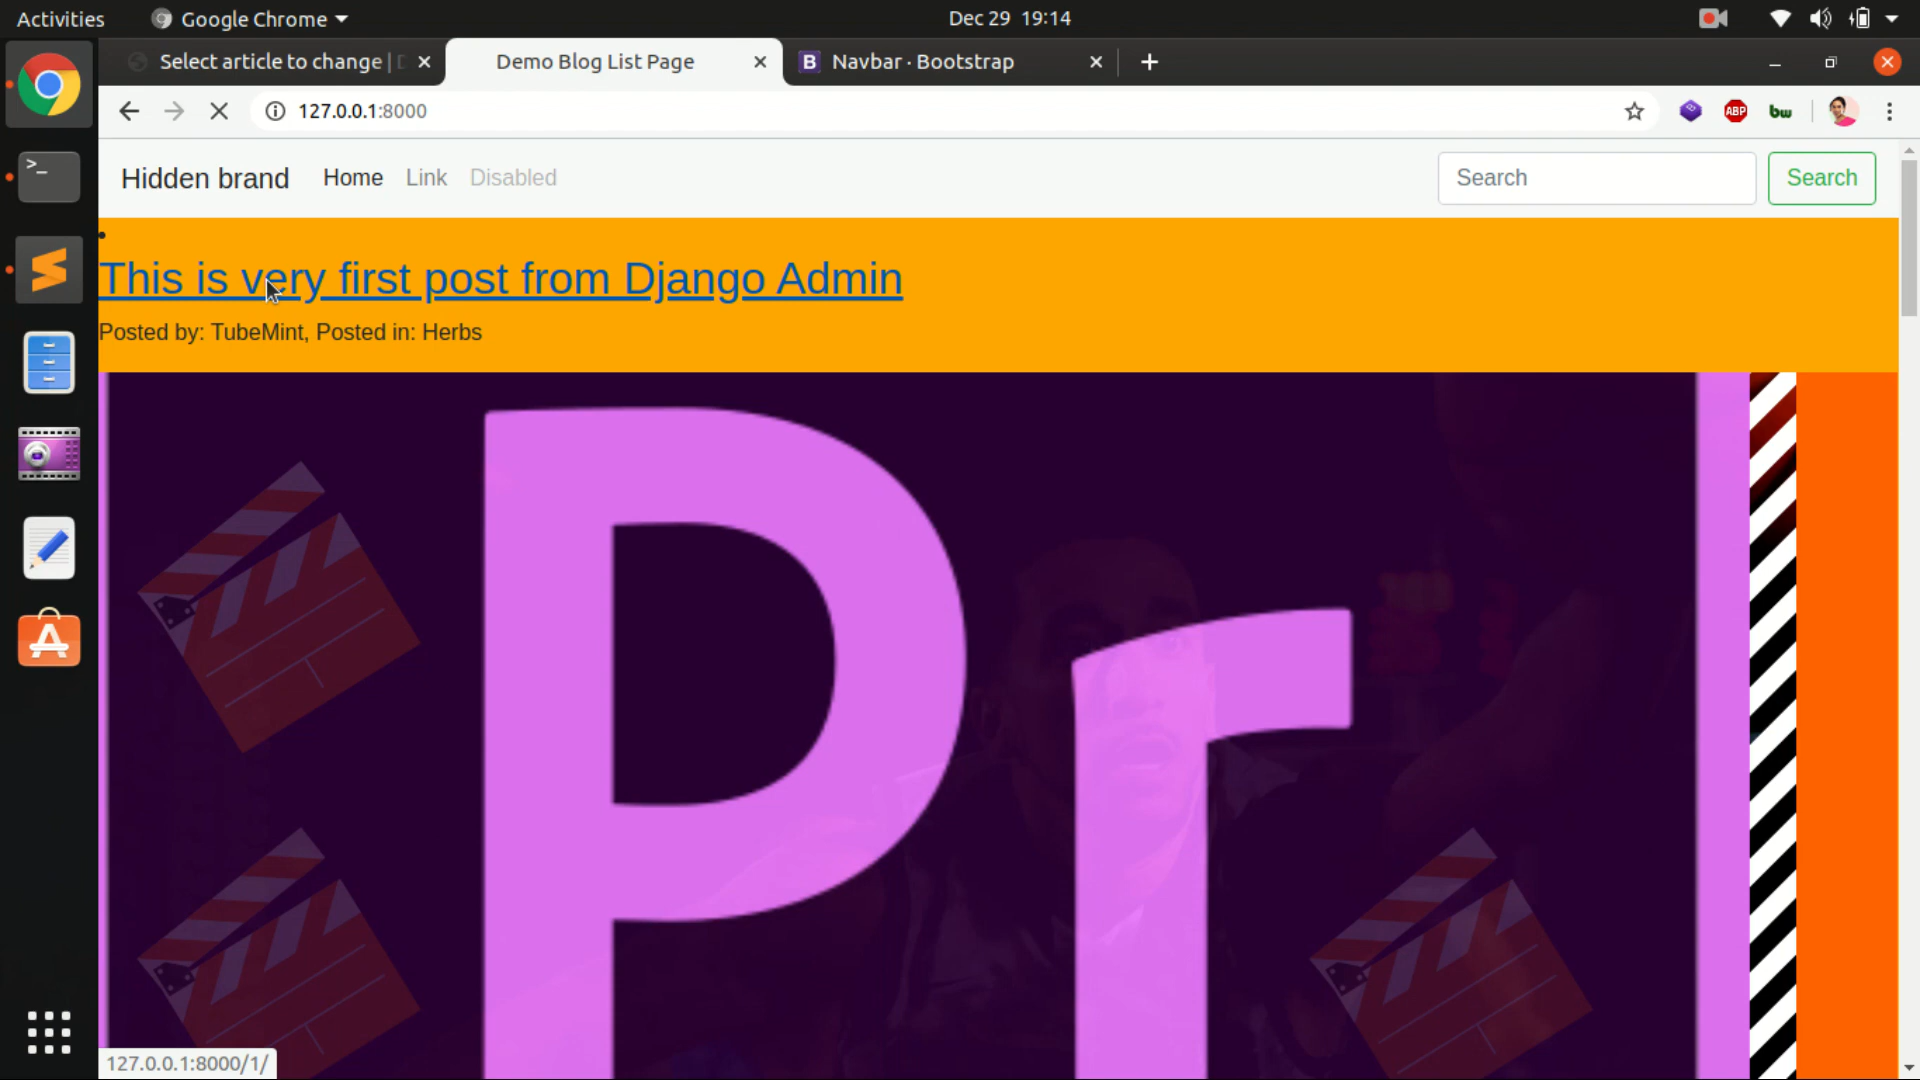 Activities Google Chrome Dec 29 19:14
Select article to change | D Demo Blog List Page B Navbar · Bootstrap
127.0.0.1:8000 ABP bw
Hidden brand Home Link Disabled Search Search
This is very first post from Django Admin
Posted by: TubeMint, Posted in: Herbs
Pr
127.0.0.1:8000/1/